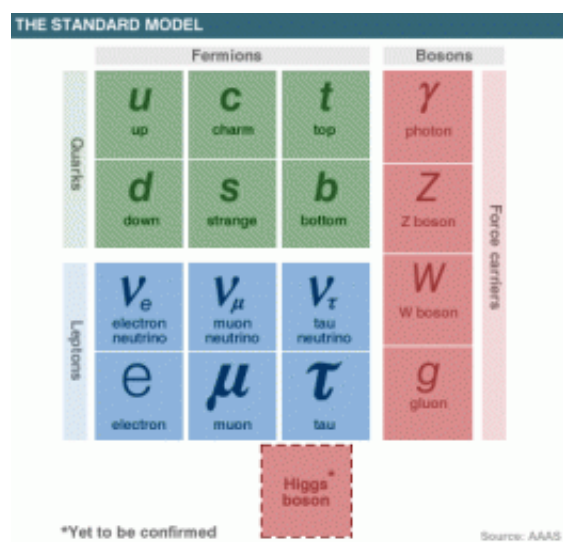 THE STANDARD MODEL
Fermions
Bosons
Quarks
u
up
c
charm
t
top
γ
photon
d
down
s
strange
b
bottom
Z
Z boson
Force carriers
Leptons
νe
electron
neutrino
νμ
muon
neutrino
ντ
tau
neutrino
W
W boson
e
electron
μ
muon
τ
tau
g
gluon
Higgs*
boson
*Yet to be confirmed
Source: AAAS